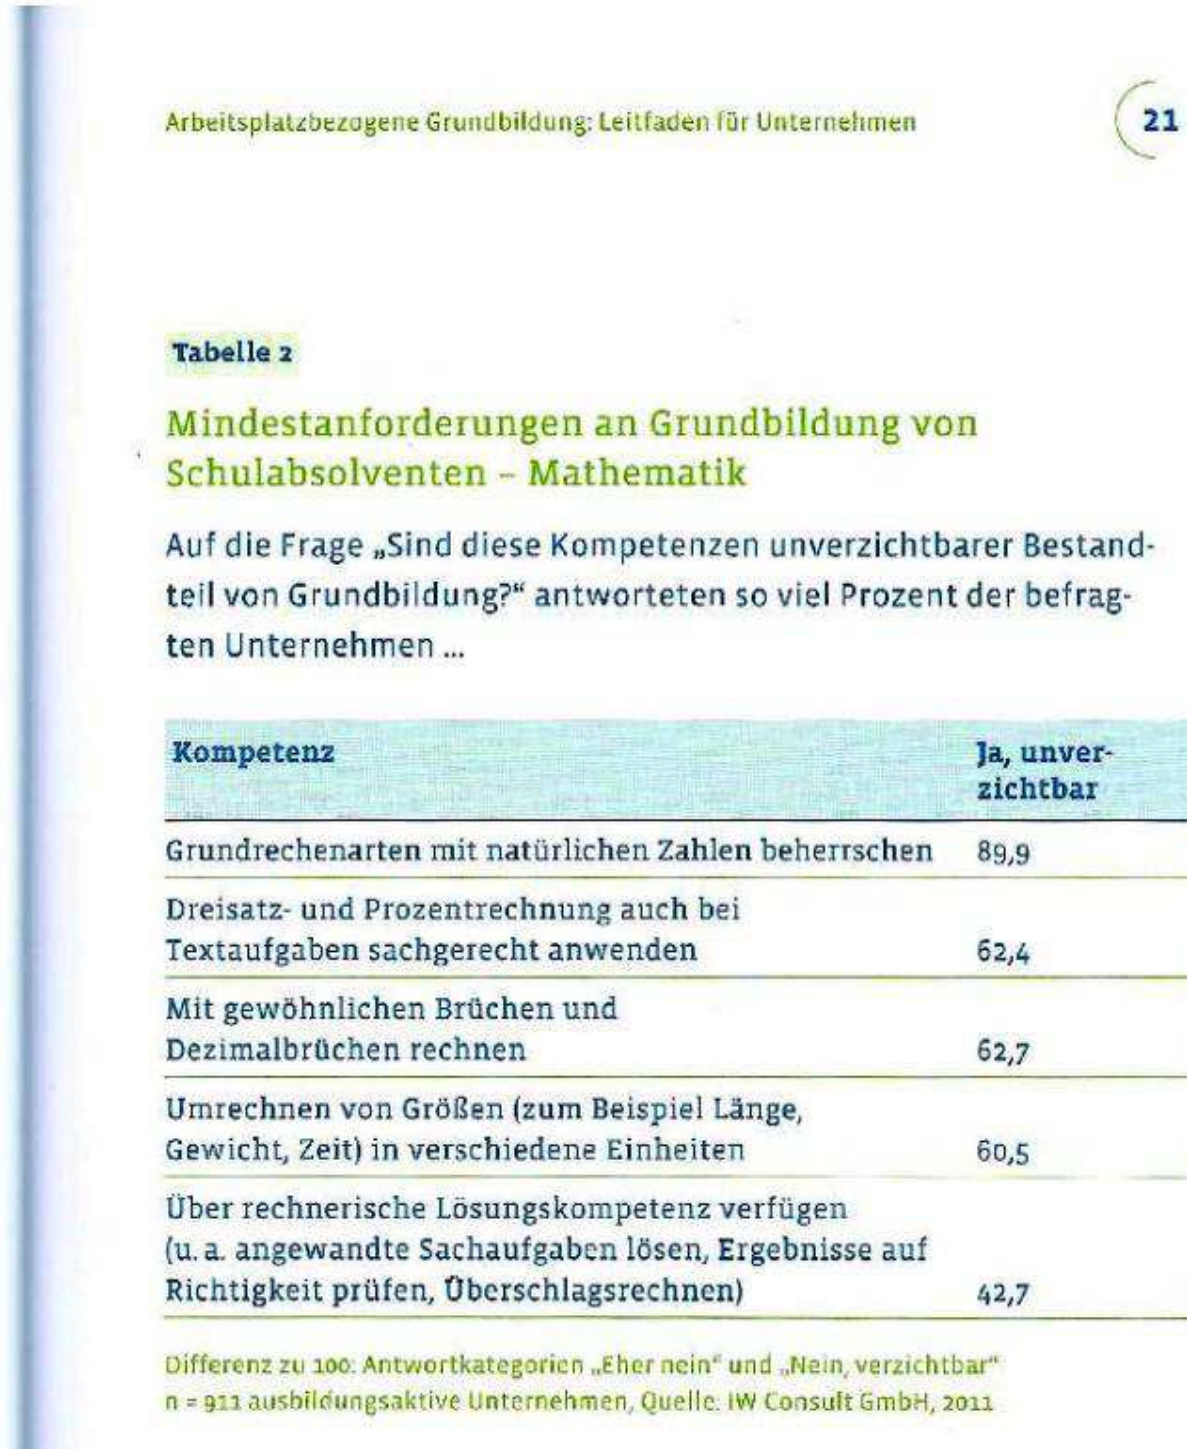 Arbeitsplatzbezogene Grundbildung: Leitfaden für Unternehmen 21
Tabelle 2
Mindestanforderungen an Grundbildung von
Schulabsolventen – Mathematik
Auf die Frage „Sind diese Kompetenzen unverzichtbarer Bestand-
teil von Grundbildung?“ antworteten so viel Prozent der befrag-
ten Unternehmen ...
Kompetenz Ja, unver-
zichtbar
Grundrechenarten mit natürlichen Zahlen beherrschen 89,9
Dreisatz- und Prozentrechnung auch bei
Textaufgaben sachgerecht anwenden 62,4
Mit gewöhnlichen Brüchen und
Dezimalbrüchen rechnen 62,7
Umrechnen von Größen (zum Beispiel Länge,
Gewicht, Zeit) in verschiedene Einheiten 60,5
Über rechnerische Lösungskompetenz verfügen
(u. a. angewandte Sachaufgaben lösen, Ergebnisse auf
Richtigkeit prüfen, Überschlagsrechnen) 42,7
Differenz zu 100: Antwortkategorien „Eher nein“ und „Nein, verzichtbar“
n = 911 ausbildungsaktive Unternehmen, Quelle: IW Consult GmbH, 2011